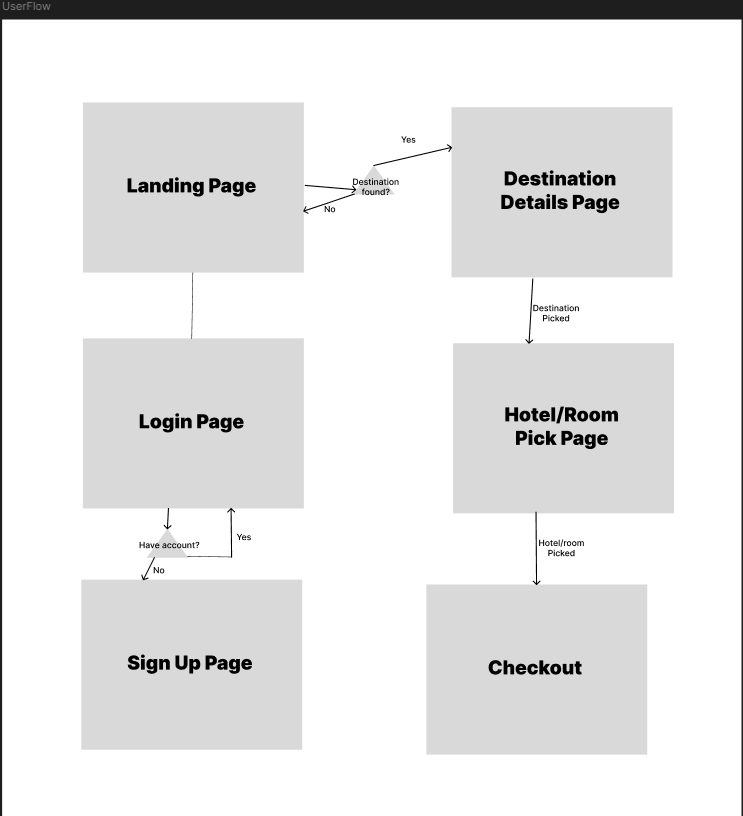 UserFlow
Landing Page
Destination
found?
Yes
No
Destination
Details Page
Destination
Picked
Login Page
Hotel/Room
Pick Page
Have account?
Yes
No
Hotel/room
Picked
Sign Up Page
Checkout